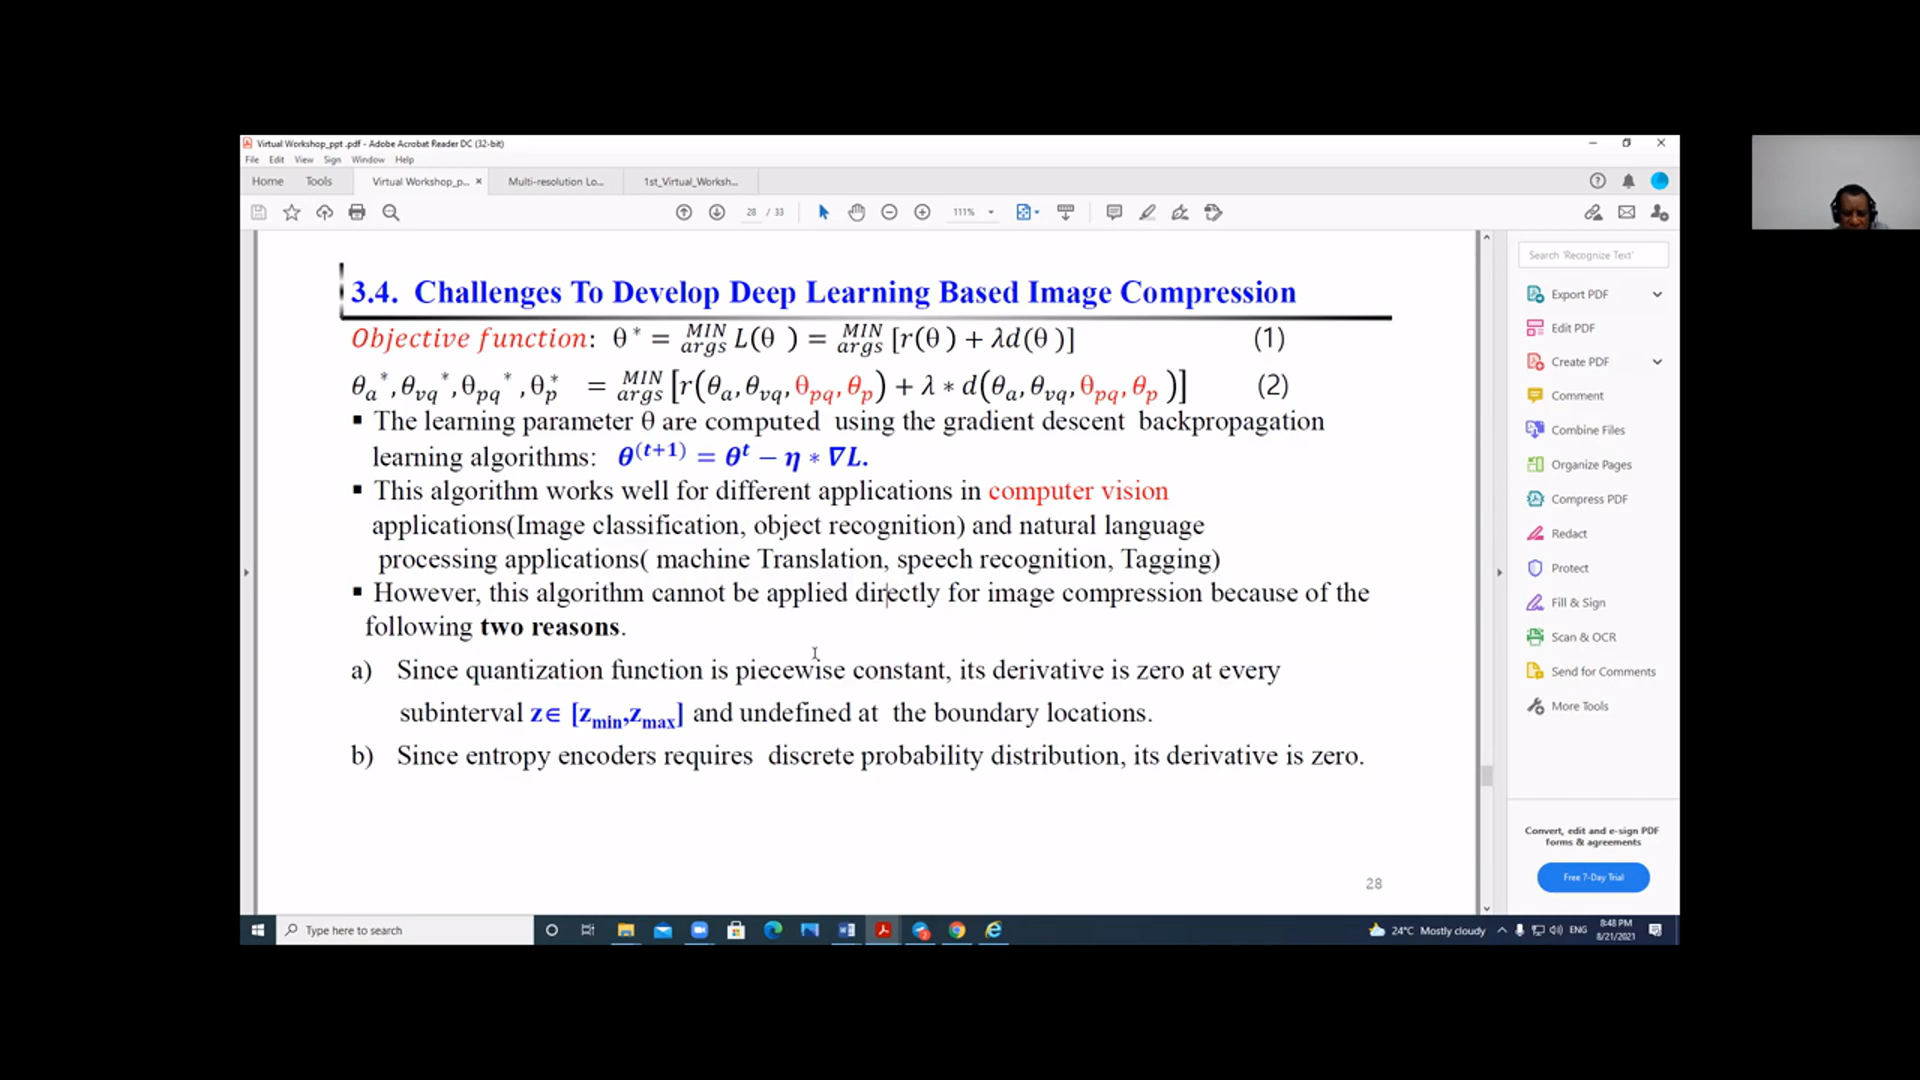 Virtual Workshop_ppt .pdf - Adobe Acrobat Reader DC (32-bit)
File Edit View Sign Window Help
Home Tools Virtual Workshop_p... × Multi-resolution Lo... 1st_Virtual_Worksh...
28 / 33 111%
3.4. Challenges To Develop Deep Learning Based Image Compression
Objective function: θ* = MIN args L(θ ) = MIN args [r(θ ) + λd(θ )] (1)
θa*,θvq*,θpq*,θp* = MIN args [r(θa,θvq,θpq,θp) + λ * d(θa,θvq,θpq,θp )] (2)
▪ The learning parameter θ are computed using the gradient descent backpropagation
learning algorithms: θ^(t+1) = θ^t − η * ∇L.
▪ This algorithm works well for different applications in computer vision
applications(Image classification, object recognition) and natural language
processing applications( machine Translation, speech recognition, Tagging)
▪ However, this algorithm cannot be applied directly for image compression because of the
following two reasons.
a) Since quantization function is piecewise constant, its derivative is zero at every
subinterval z∈ [zmin,zmax] and undefined at the boundary locations.
b) Since entropy encoders requires discrete probability distribution, its derivative is zero.
28
Search 'Recognize Text'
Export PDF
Edit PDF
Create PDF
Comment
Combine Files
Organize Pages
Compress PDF
Redact
Protect
Fill & Sign
Scan & OCR
Send for Comments
More Tools
Convert, edit and e-sign PDF
forms & agreements
Free 7-Day Trial
Type here to search
24°C Mostly cloudy
ENG
8:48 PM
8/21/2021